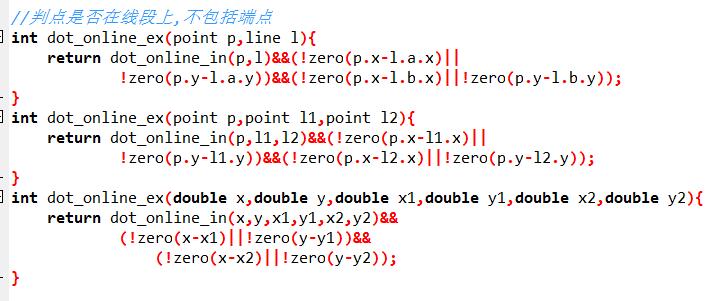 //判点是否在线段上,不包括端点
int dot_online_ex(point p,line l){
    return dot_online_in(p,l)&&(!zero(p.x-l.a.x)||
            !zero(p.y-l.a.y))&&(!zero(p.x-l.b.x)||!zero(p.y-l.b.y));
}
int dot_online_ex(point p,point l1,point l2){
    return dot_online_in(p,l1,l2)&&(!zero(p.x-l1.x)||
            !zero(p.y-l1.y))&&(!zero(p.x-l2.x)||!zero(p.y-l2.y));
}
int dot_online_ex(double x,double y,double x1,double y1,double x2,double y2){
    return dot_online_in(x,y,x1,y1,x2,y2)&&
            (!zero(x-x1)||!zero(y-y1))&&
                (!zero(x-x2)||!zero(y-y2));
}